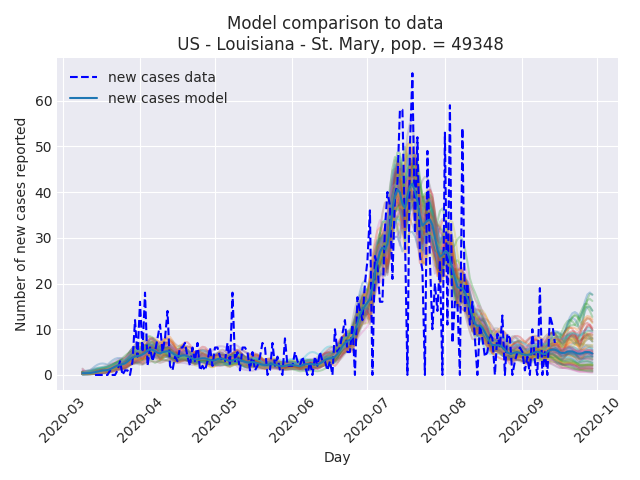 Model comparison to data
US - Louisiana - St. Mary, pop. = 49348
new cases data
new cases model
Number of new cases reported
60
50
40
30
20
10
0
2020-03
2020-04
2020-05
2020-06
2020-07
2020-08
2020-09
2020-10
Day